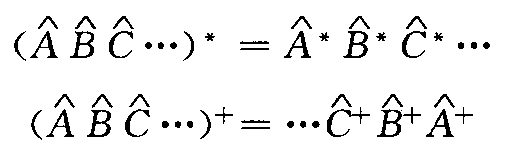 (Â B̂ Ĉ ⋯)* = Â* B̂* Ĉ* ⋯
(Â B̂ Ĉ ⋯)⁺ = ⋯Ĉ⁺ B̂⁺ Â⁺